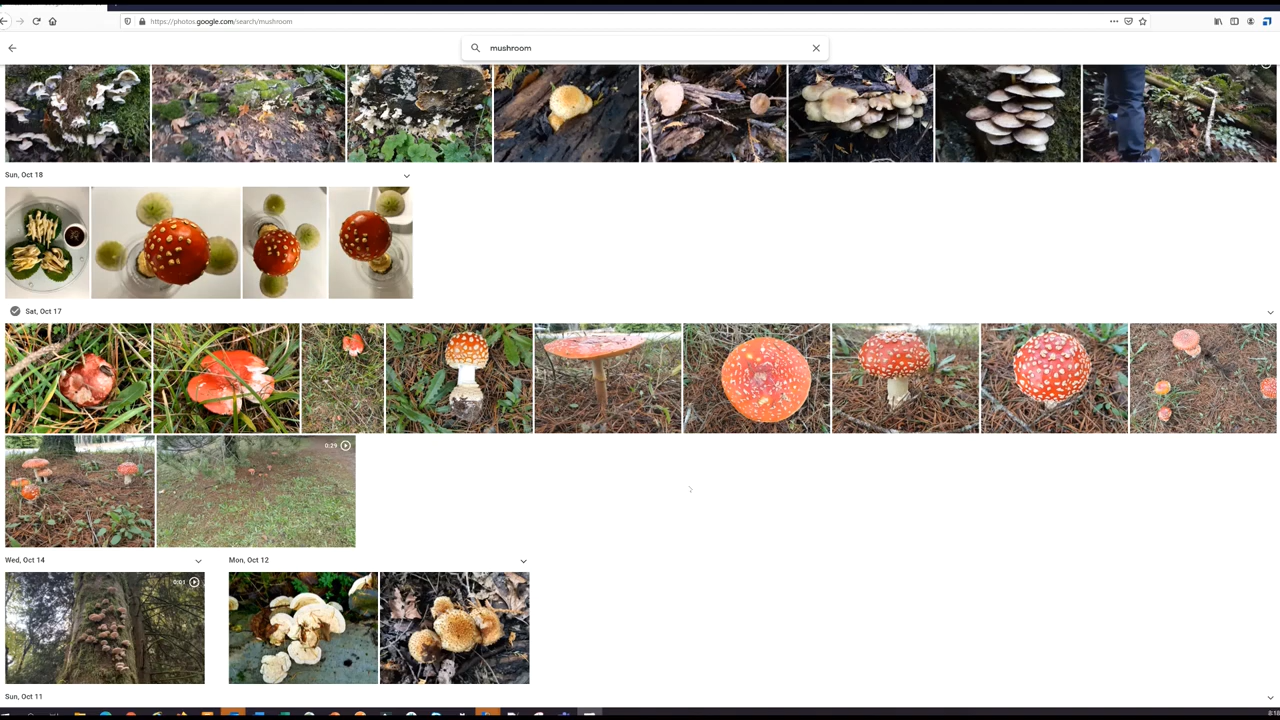 https://photos.google.com/search/mushroom
mushroom
Sun, Oct 18
Sat, Oct 17
0:29
Wed, Oct 14
Mon, Oct 12
0:01
Sun, Oct 11